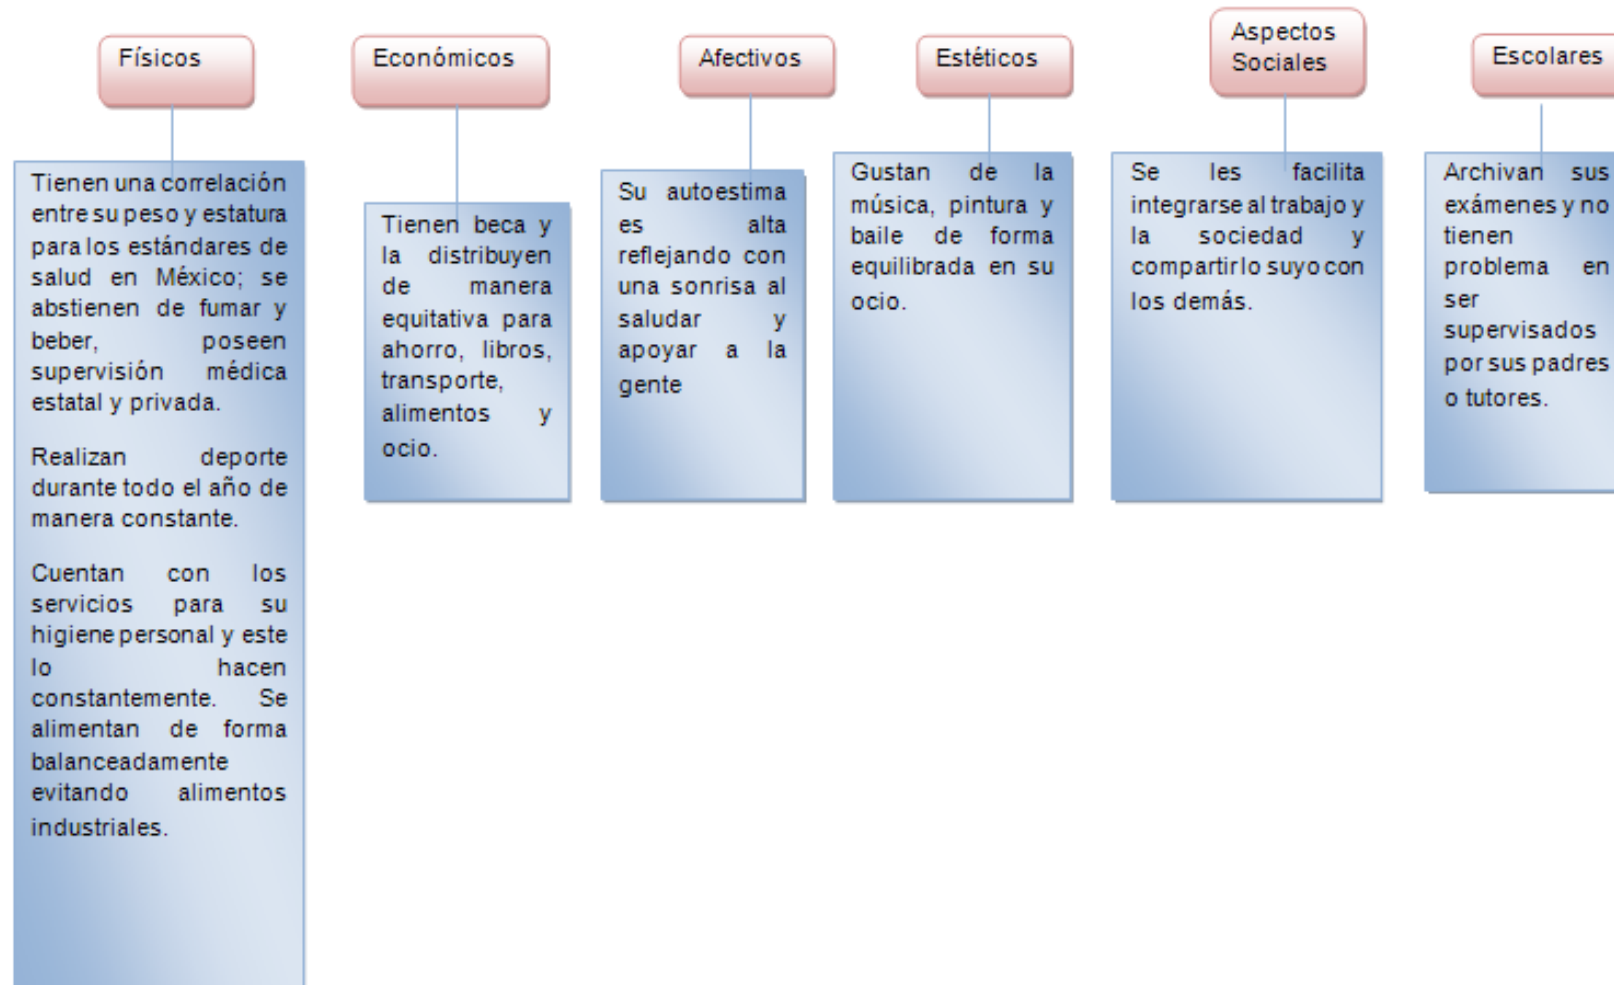 Físicos
Tienen una correlación
entre su peso y estatura
para los estándares de
salud en México; se
abstienen de fumar y
beber, poseen
supervisión médica
estatal y privada.
Realizan deporte
durante todo el año de
manera constante.
Cuentan con los
servicios para su
higiene personal y este
lo hacen
constantemente. Se
alimentan de forma
balanceadamente
evitando alimentos
industriales.
Económicos
Tienen beca y
la distribuyen
de manera
equitativa para
ahorro, libros,
transporte,
alimentos y
ocio.
Afectivos
Su autoestima
es alta
reflejando con
una sonrisa al
saludar y
apoyar a la
gente
Estéticos
Gustan de la
música, pintura y
baile de forma
equilibrada en su
ocio.
Aspectos
Sociales
Se les facilita
integrarse al trabajo y
la sociedad y
compartir lo suyo con
los demás.
Escolares
Archivan sus
exámenes y no
tienen
problema en
ser
supervisados
por sus padres
o tutores.